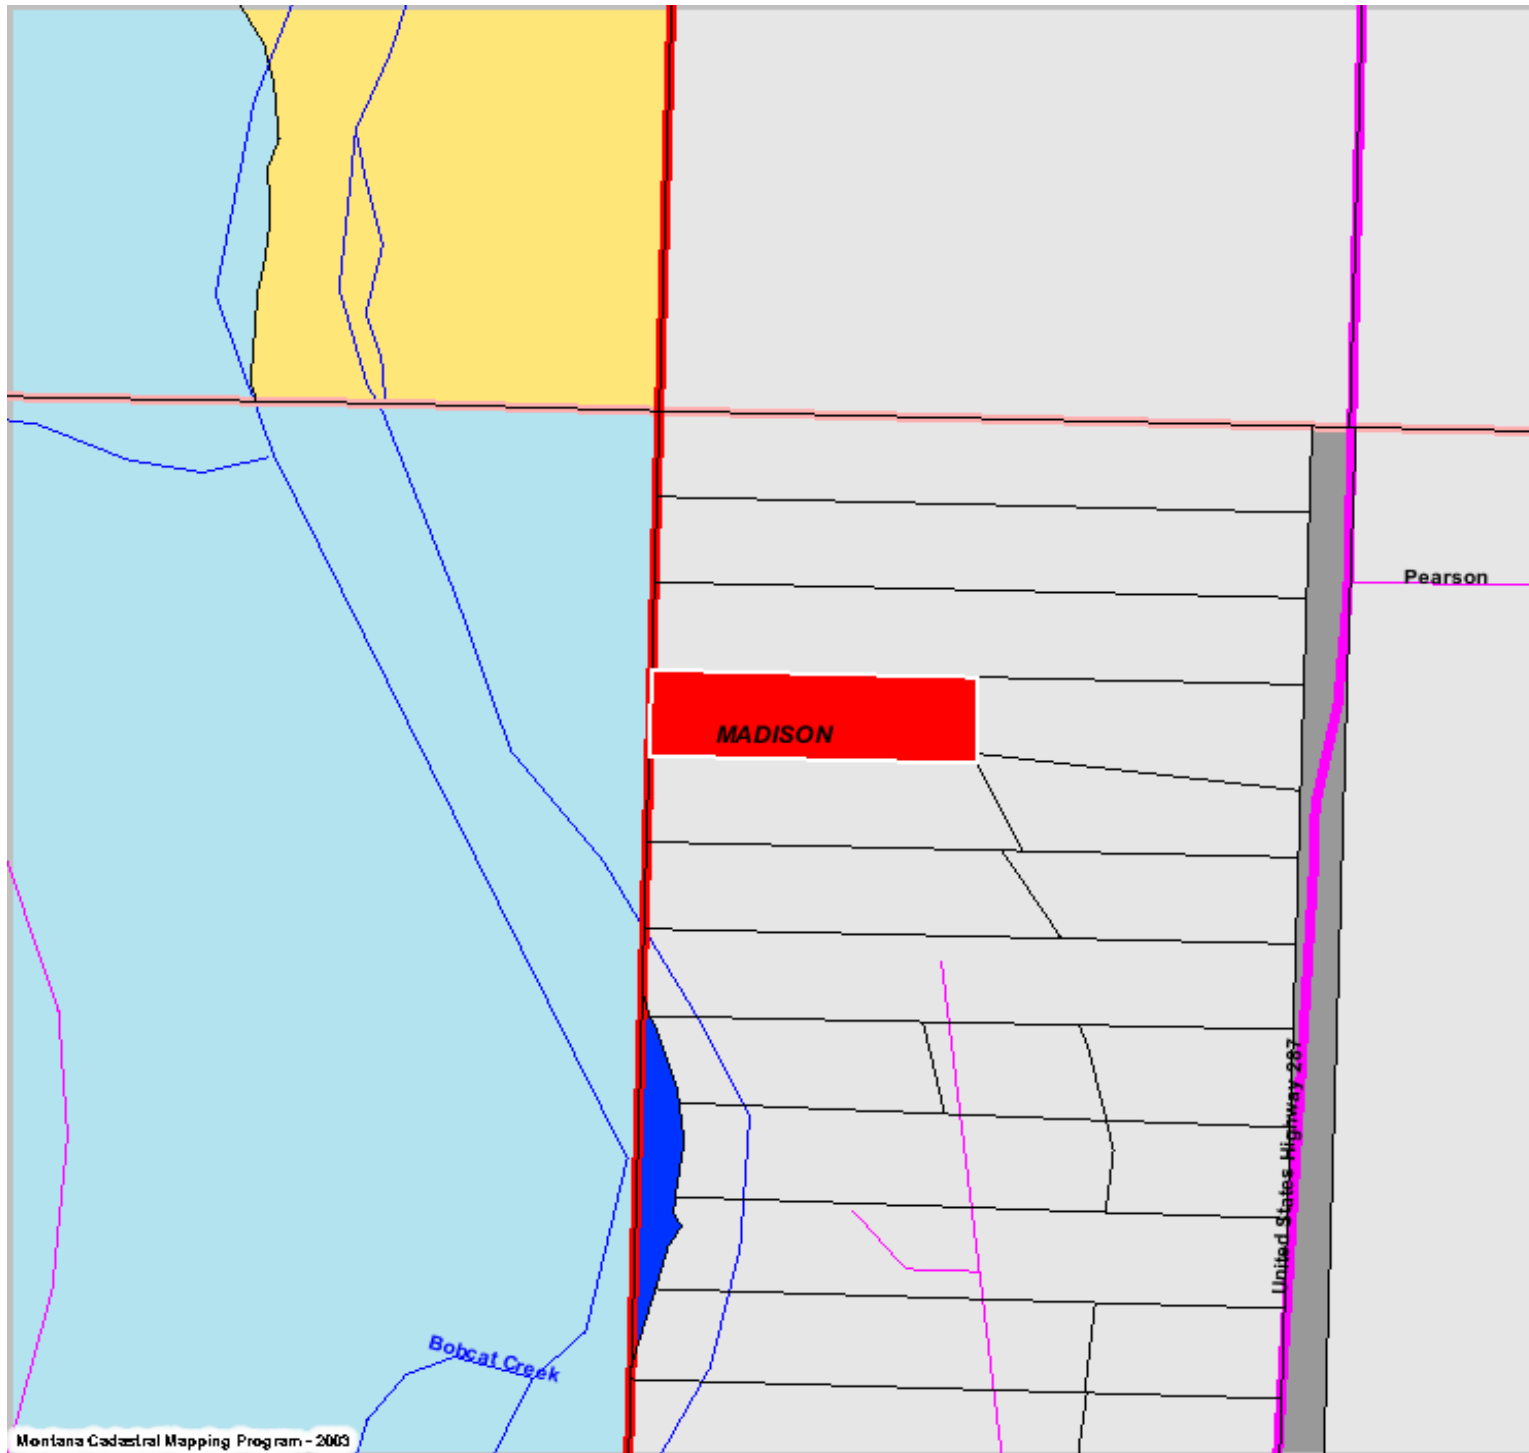 Pearson
MADISON
United States Highway 287
Bobcat Creek
Montana Cadastral Mapping Program - 2003